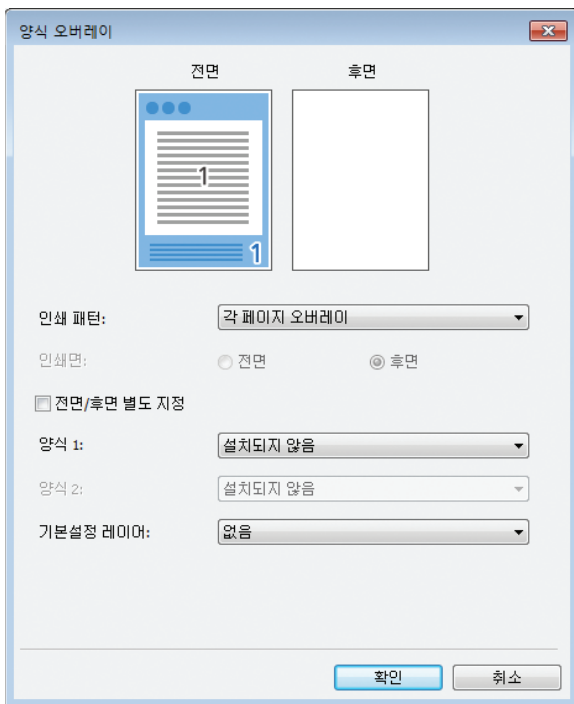 양식 오버레이
전면 후면
1
1
인쇄 패턴: 각 페이지 오버레이
인쇄면: 전면 후면
전면/후면 별도 지정
양식 1: 설치되지 않음
양식 2: 설치되지 않음
기본설정 레이어: 없음
확인 취소